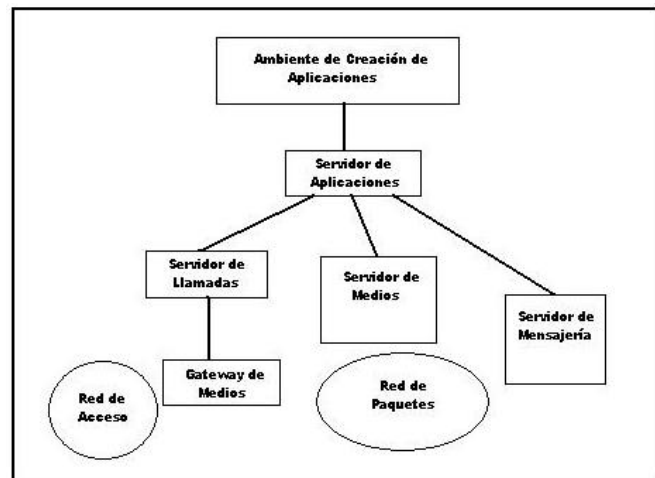 Ambiente de Creación de
Aplicaciones
Servidor de
Aplicaciones
Servidor de
Llamadas
Servidor de
Medios
Servidor de
Mensajería
Gateway de
Medios
Red de
Acceso
Red de
Paquetes